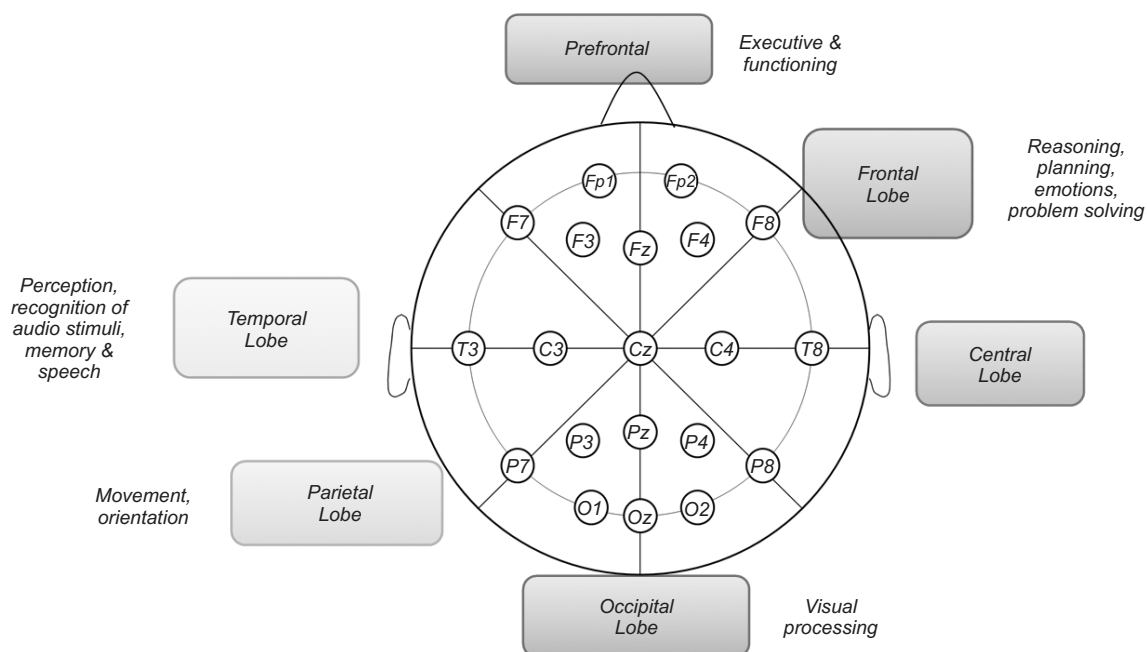 Prefrontal
Executive &
functioning
Frontal
Lobe
Reasoning,
planning,
emotions,
problem solving
Fp1
Fp2
F7
F3
Fz
F4
F8
Perception,
recognition of
audio stimuli,
memory &
speech
Temporal
Lobe
T3
C3
Cz
C4
T8
Central
Lobe
P7
P3
Pz
P4
P8
Movement,
orientation
Parietal
Lobe
O1
Oz
O2
Occipital
Lobe
Visual
processing